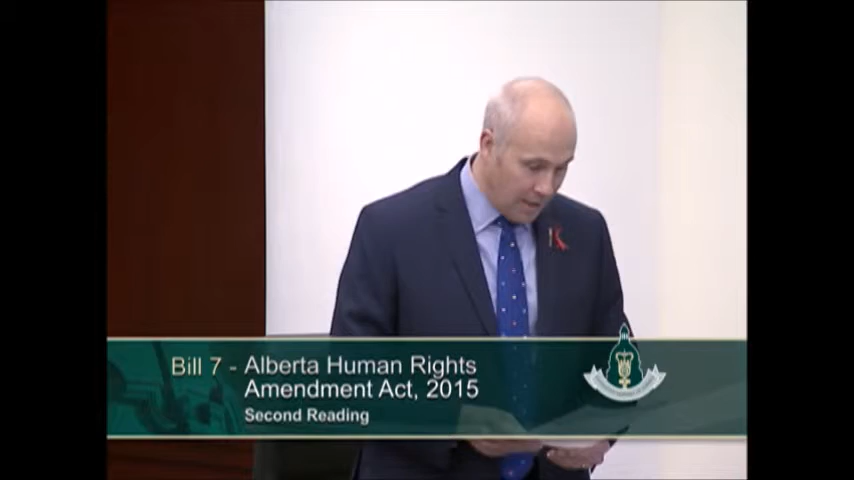 Bill 7 - Alberta Human Rights
Amendment Act, 2015
Second Reading